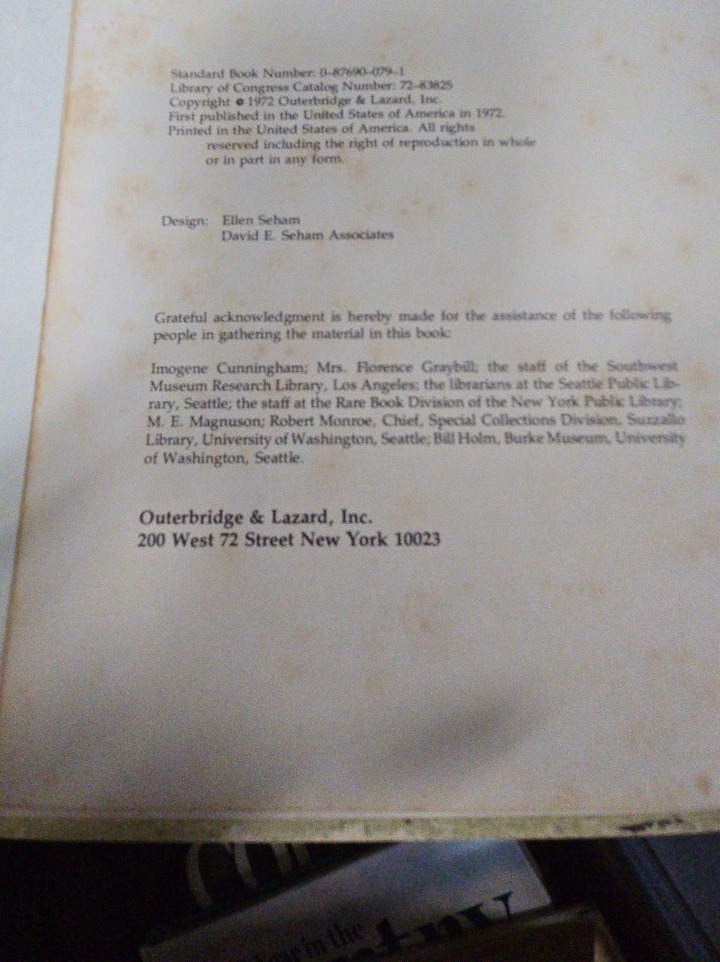 Standard Book Number: 0-87690-079-1
Library of Congress Catalog Number: 72-83825
Copyright © 1972 Outerbridge & Lazard, Inc.
First published in the United States of America in 1972.
Printed in the United States of America. All rights
reserved including the right of reproduction in whole
or in part in any form.
Design: Ellen Seham
David E. Seham Associates
Grateful acknowledgment is hereby made for the assistance of the following
people in gathering the material in this book:
Imogene Cunningham; Mrs. Florence Graybill; the staff of the Southwest
Museum Research Library, Los Angeles; the librarians at the Seattle Public Lib-
rary, Seattle; the staff at the Rare Book Division of the New York Public Library;
M. E. Magnuson; Robert Monroe, Chief, Special Collections Division, Suzzallo
Library, University of Washington, Seattle; Bill Holm, Burke Museum, University
of Washington, Seattle.
Outerbridge & Lazard, Inc.
200 West 72 Street New York 10023
in the